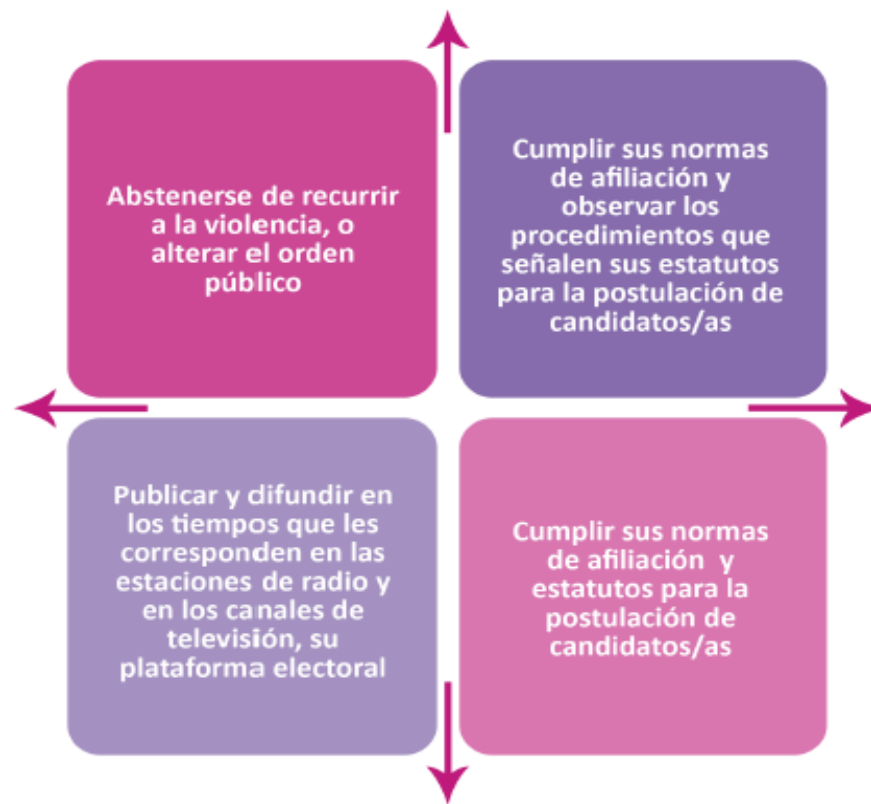 Abstenerse de recurrir
a la violencia, o
alterar el orden
público
Cumplir sus normas
de afiliación y
observar los
procedimientos que
señalen sus estatutos
para la postulación de
candidatos/as
Publicar y difundir en
los tiempos que les
corresponden en las
estaciones de radio y
en los canales de
televisión, su
plataforma electoral
Cumplir sus normas
de afiliación y
estatutos para la
postulación de
candidatos/as